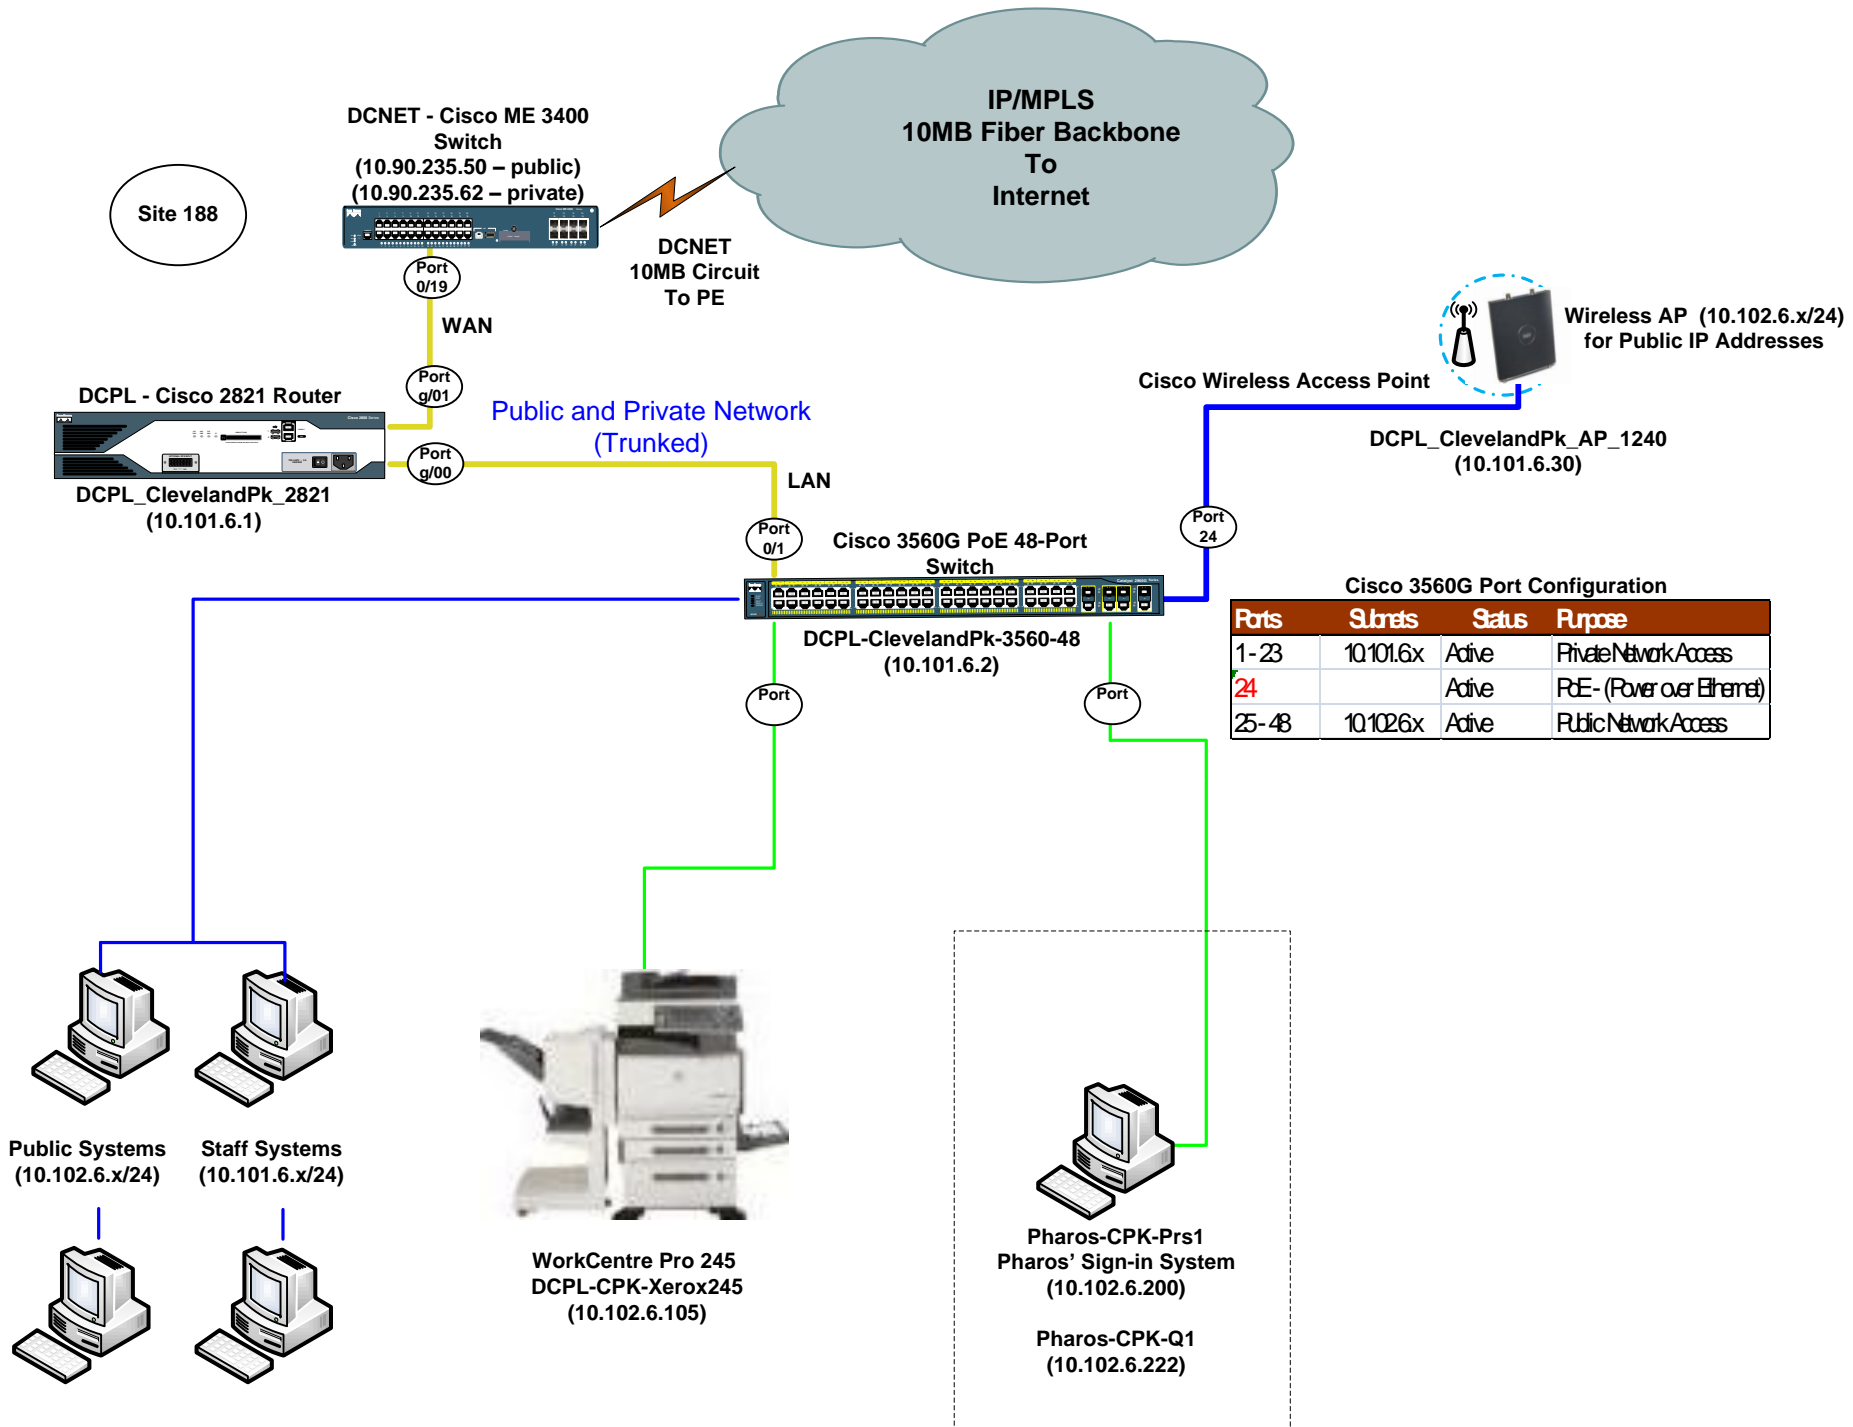 IP/MPLS
10MB Fiber Backbone
To
Internet
DCNET - Cisco ME 3400
Switch
(10.90.235.50 – public)
(10.90.235.62 – private)
Site 188
DCNET
10MB Circuit
To PE
Port
0/19
WAN
Port
g/01
DCPL - Cisco 2821 Router
Cisco 2800 Series
Port
g/00
DCPL_ClevelandPk_2821
(10.101.6.1)
Public and Private Network
(Trunked)
LAN
Port
0/1
Wireless AP (10.102.6.x/24)
for Public IP Addresses
Cisco Wireless Access Point
DCPL_ClevelandPk_AP_1240
(10.101.6.30)
Port
24
Cisco 3560G PoE 48-Port
Switch
DCPL-ClevelandPk-3560-48
(10.101.6.2)
Port
Port
Cisco 3560G Port Configuration
Ports Subnets Status Purpose
1 - 23 10.101.6.x Active Private Network Access
24 Active PoE - (Power over Ethernet)
25 - 48 10.102.6.x Active Public Network Access
Public Systems
(10.102.6.x/24)
Staff Systems
(10.101.6.x/24)
WorkCentre Pro 245
DCPL-CPK-Xerox245
(10.102.6.105)
Pharos-CPK-Prs1
Pharos’ Sign-in System
(10.102.6.200)
Pharos-CPK-Q1
(10.102.6.222)